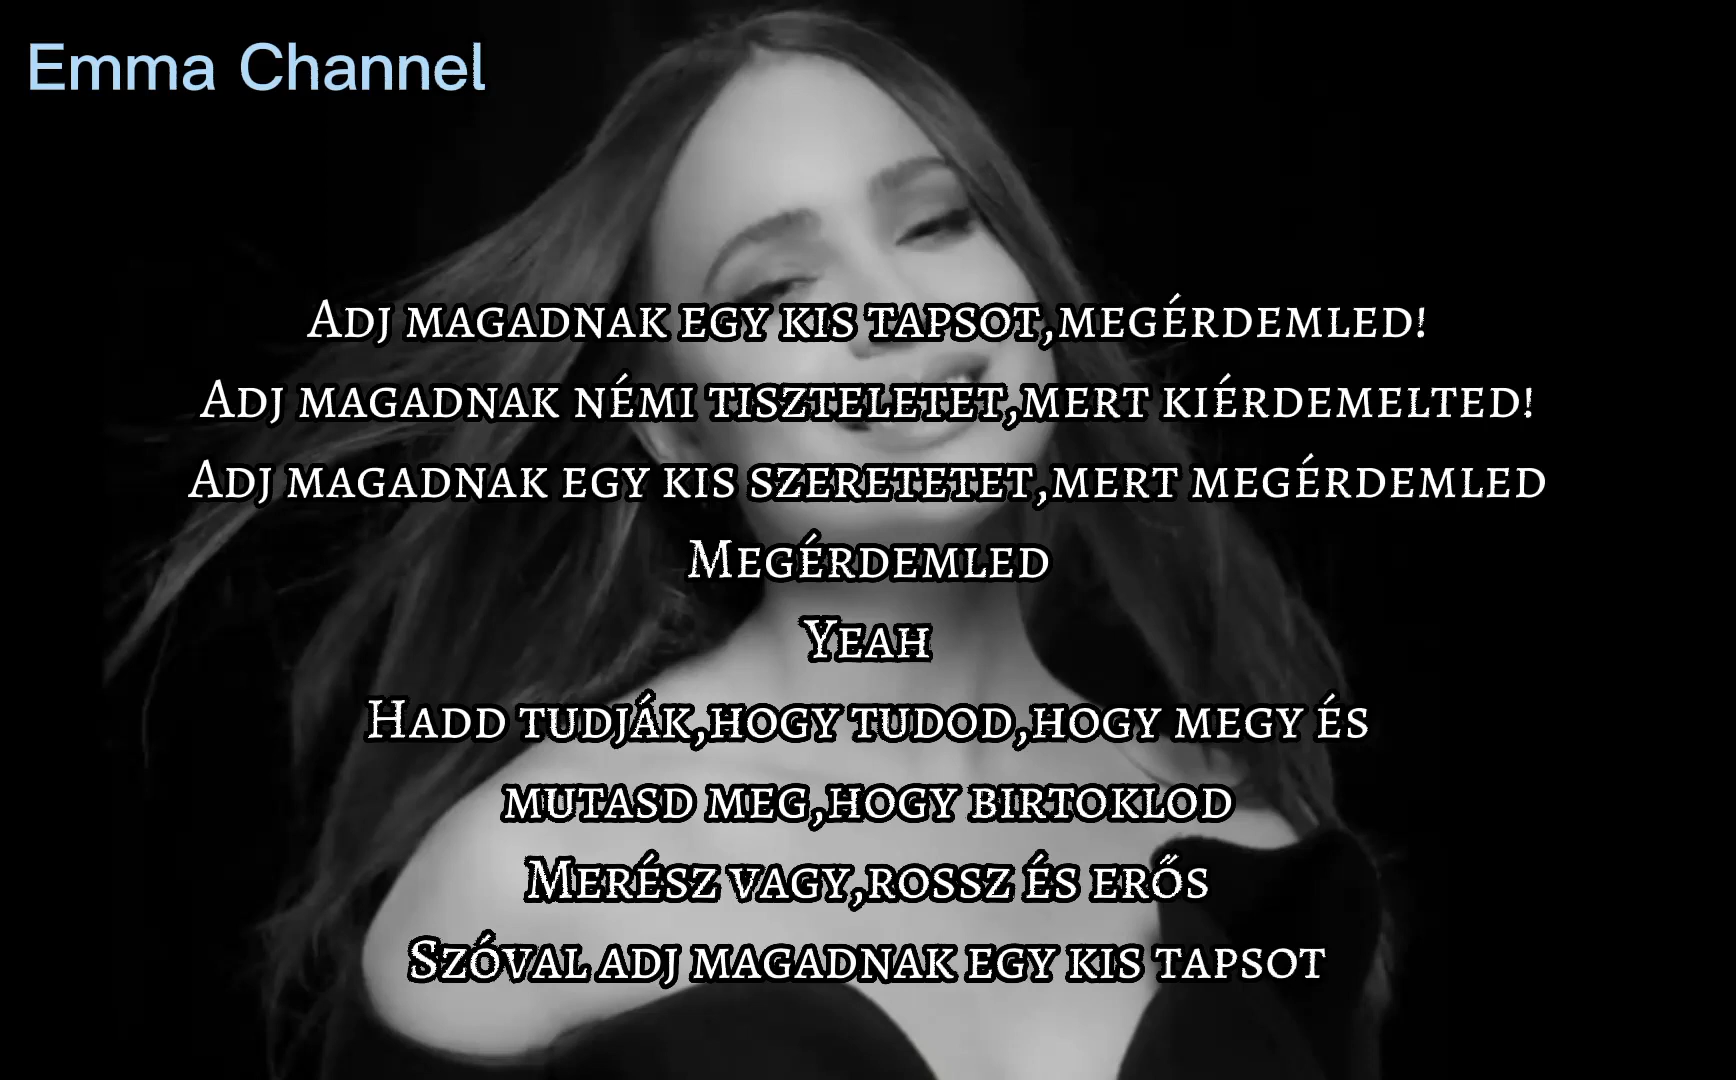 Emma Channel
Adj magadnak egy kis tapsot,megérdemled!
Adj magadnak némi tiszteletet,mert kiérdemelted!
Adj magadnak egy kis szeretetet,mert megérdemled
Megérdemled
Yeah
Hadd tudják,hogy tudod,hogy megy és
mutasd meg,hogy birtoklod
Merész vagy,rossz és erős
Szóval adj magadnak egy kis tapsot